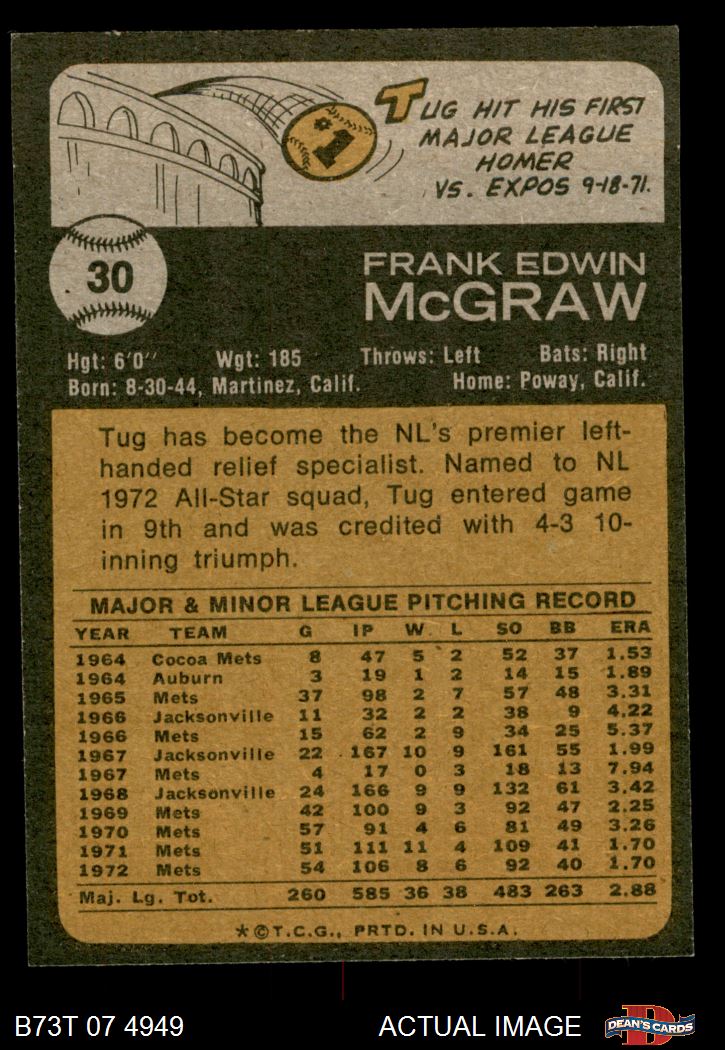 TUG HIT HIS FIRST
MAJOR LEAGUE
HOMER
VS. EXPOS 9-18-71.
#1
30
FRANK EDWIN
McGRAW
Hgt: 6'0" Wgt: 185 Throws: Left Bats: Right
Born: 8-30-44, Martinez, Calif. Home: Poway, Calif.
Tug has become the NL's premier left-
handed relief specialist. Named to NL
1972 All-Star squad, Tug entered game
in 9th and was credited with 4-3 10-
inning triumph.
MAJOR & MINOR LEAGUE PITCHING RECORD
YEAR TEAM G IP W L SO BB ERA
1964 Cocoa Mets 8 47 5 2 52 37 1.53
1964 Auburn 3 19 1 2 14 15 1.89
1965 Mets 37 98 2 7 57 48 3.31
1966 Jacksonville 11 32 2 2 38 9 4.22
1966 Mets 15 62 2 9 34 25 5.37
1967 Jacksonville 22 167 10 9 161 55 1.99
1967 Mets 4 17 0 3 18 13 7.94
1968 Jacksonville 24 166 9 9 132 61 3.42
1969 Mets 42 100 9 3 92 47 2.25
1970 Mets 57 91 4 6 81 49 3.26
1971 Mets 51 111 11 4 109 41 1.70
1972 Mets 54 106 8 6 92 40 1.70
Maj. Lg. Tot. 260 585 36 38 483 263 2.88
*©T.C.G., PRTD. IN U.S.A.
B73T 07 4949 ACTUAL IMAGE
DEAN'S CARDS